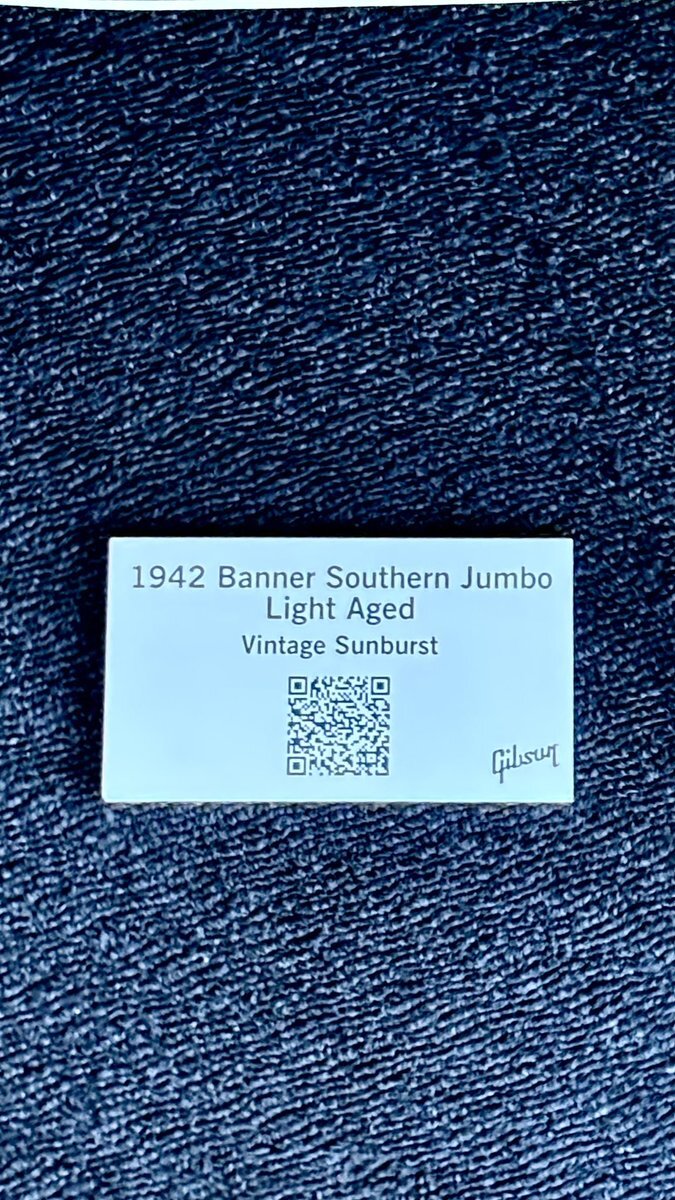 1942 Banner Southern Jumbo
Light Aged
Vintage Sunburst
Gibson